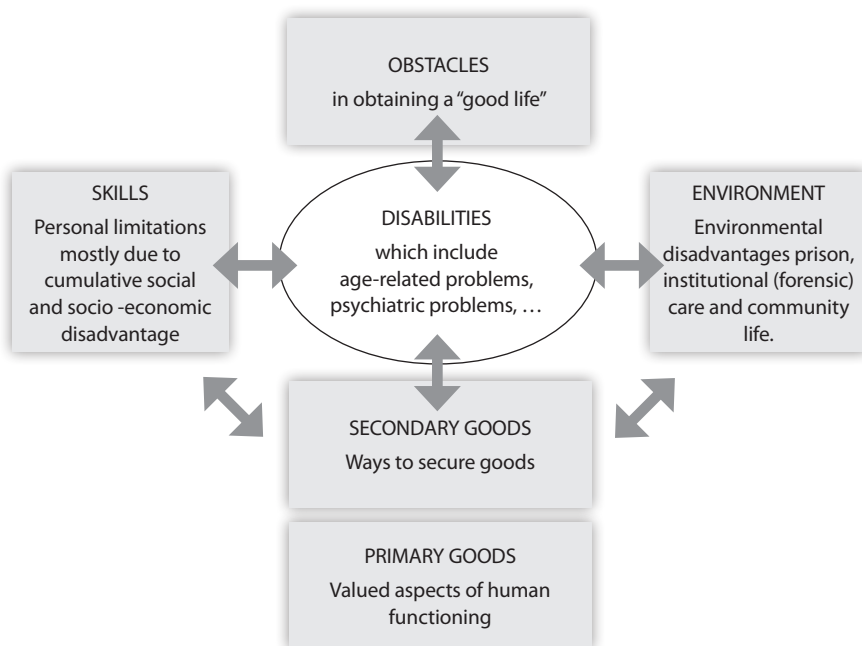 OBSTACLES
in obtaining a “good life”
SKILLS
Personal limitations
mostly due to
cumulative social
and socio -economic
disadvantage
DISABILITIES
which include
age-related problems,
psychiatric problems, …
ENVIRONMENT
Environmental
disadvantages prison,
institutional (forensic)
care and community
life.
SECONDARY GOODS
Ways to secure goods
PRIMARY GOODS
Valued aspects of human
functioning